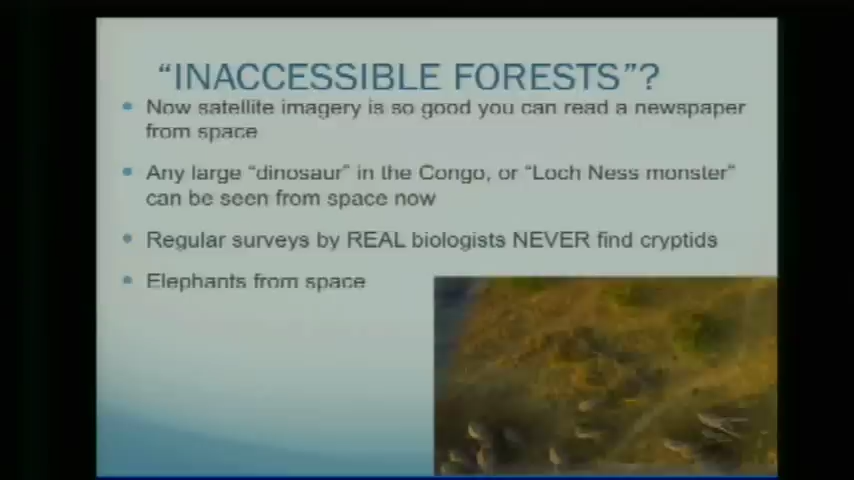 “INACCESSIBLE FORESTS”?
Now satellite imagery is so good you can read a newspaper
from space
Any large “dinosaur” in the Congo, or “Loch Ness monster”
can be seen from space now
Regular surveys by REAL biologists NEVER find cryptids
Elephants from space